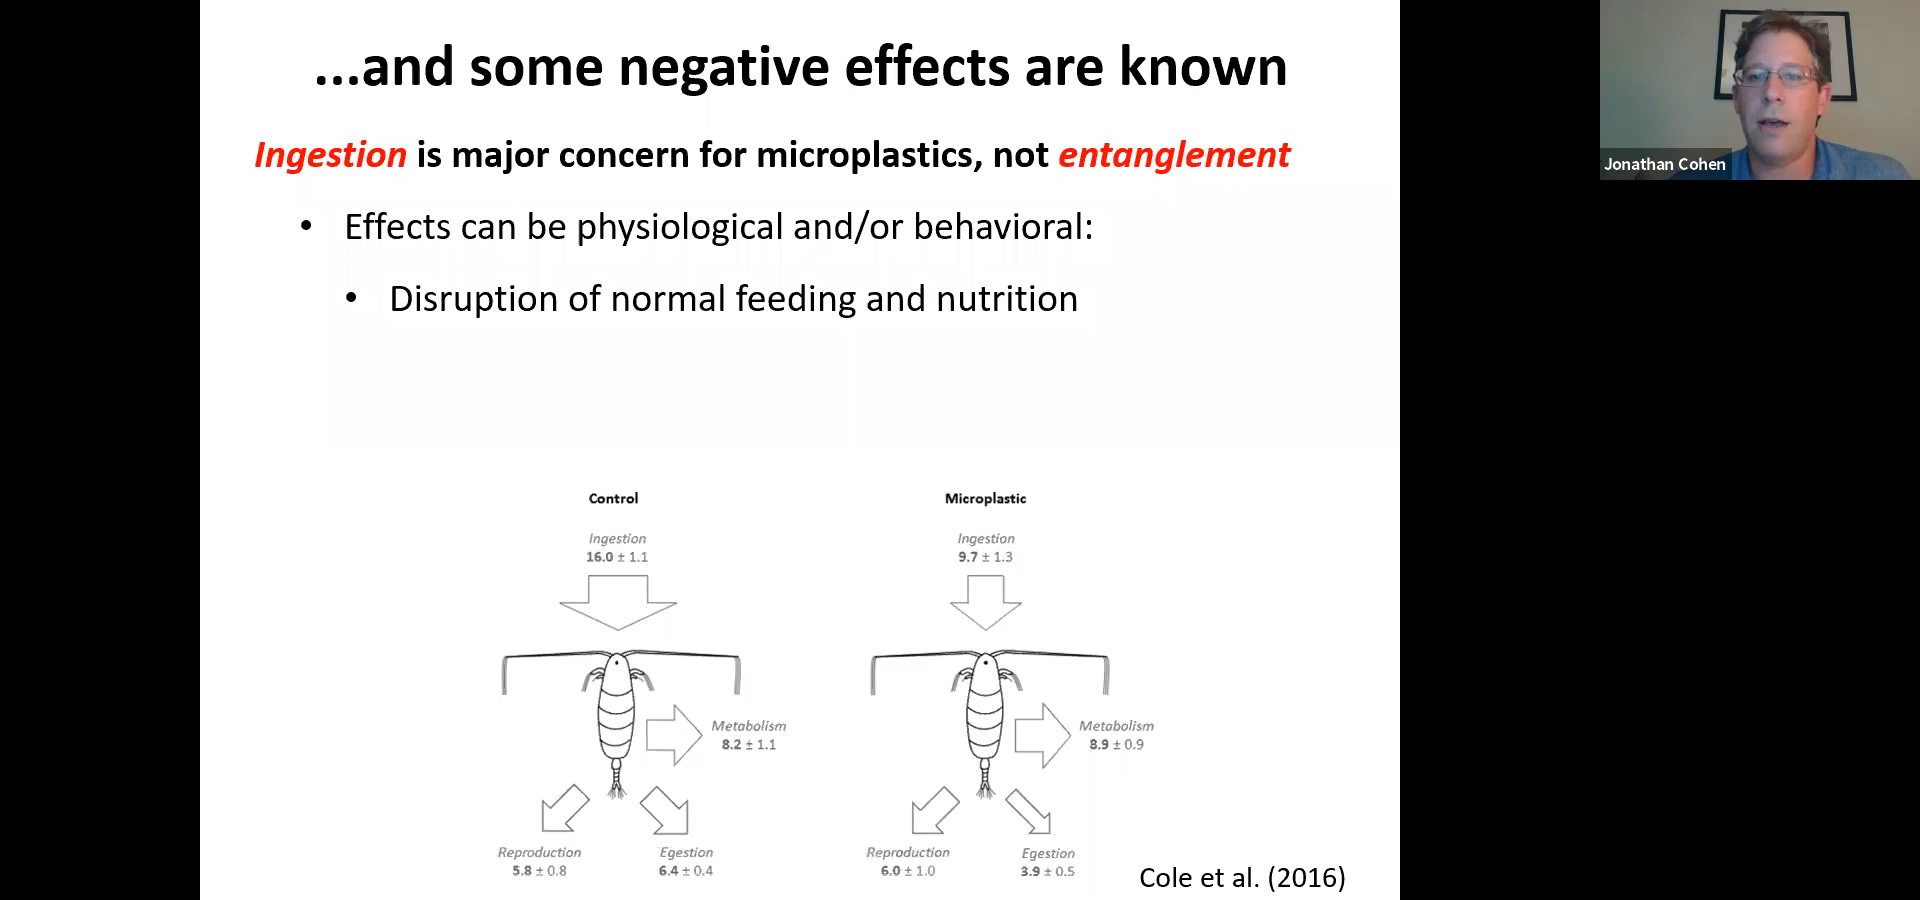 ...and some negative effects are known
Ingestion is major concern for microplastics, not entanglement
• Effects can be physiological and/or behavioral:
• Disruption of normal feeding and nutrition
Control
Ingestion
16.0 ± 1.1
Metabolism
8.2 ± 1.1
Reproduction
5.8 ± 0.8
Egestion
6.4 ± 0.4
Microplastic
Ingestion
9.7 ± 1.3
Metabolism
8.9 ± 0.9
Reproduction
6.0 ± 1.0
Egestion
3.9 ± 0.5
Cole et al. (2016)
Jonathan Cohen